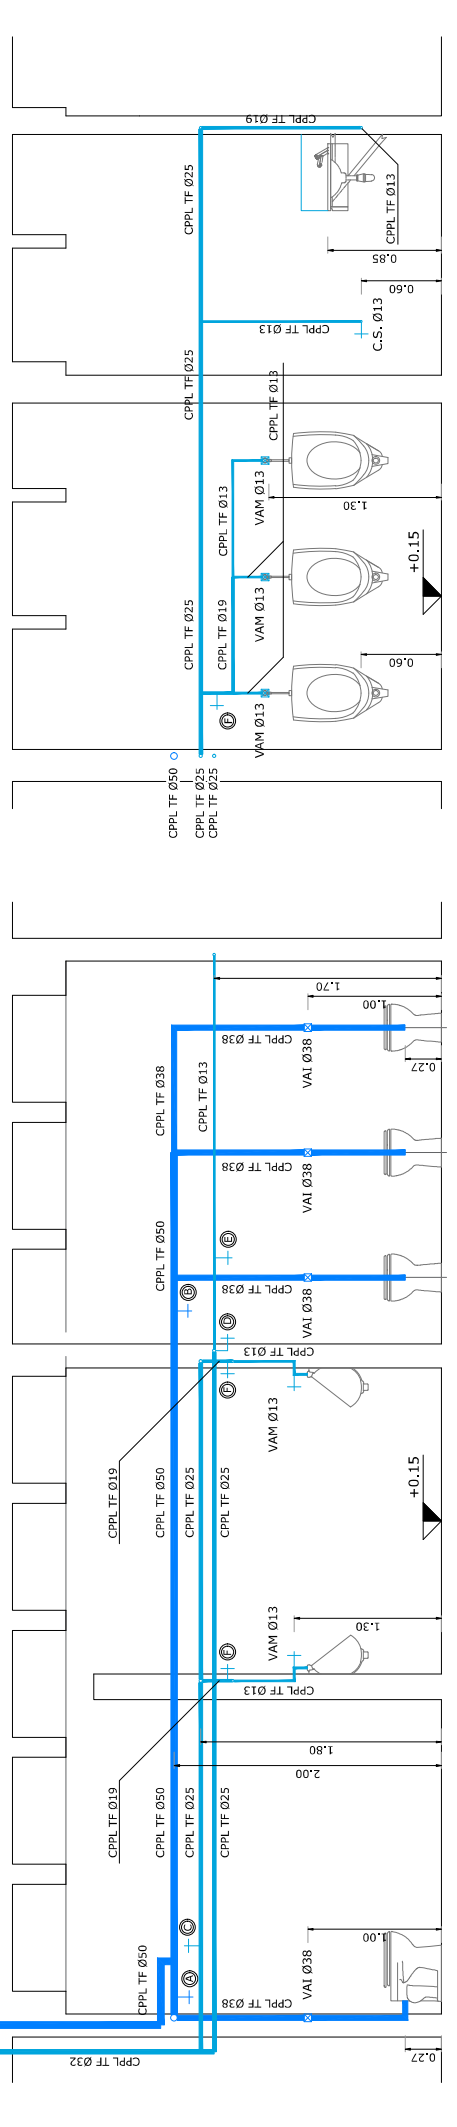 CPPL TF Ø19
CPPL TF Ø25
CPPL TF Ø13
0.85
0.60
C.S. Ø13
CPPL TF Ø13
CPPL TF Ø25
CPPL TF Ø13
CPPL TF Ø13
VAM Ø13
1.30
+0.15
CPPL TF Ø25
CPPL TF Ø19
VAM Ø13
0.60
F
VAM Ø13
CPPL TF Ø50
CPPL TF Ø25
CPPL TF Ø25
1.70
1.00
CPPL TF Ø38
VAI Ø38
0.27
CPPL TF Ø38
CPPL TF Ø13
CPPL TF Ø38
VAI Ø38
CPPL TF Ø50
E
CPPL TF Ø38
VAI Ø38
B
D
CPPL TF Ø13
F
VAM Ø13
CPPL TF Ø19
CPPL TF Ø50
CPPL TF Ø25
CPPL TF Ø25
+0.15
1.30
VAM Ø13
F
CPPL TF Ø13
1.80
2.00
CPPL TF Ø19
CPPL TF Ø50
CPPL TF Ø25
CPPL TF Ø25
C
1.00
CPPL TF Ø50
A
VAI Ø38
CPPL TF Ø38
0.27
CPPL TF Ø32